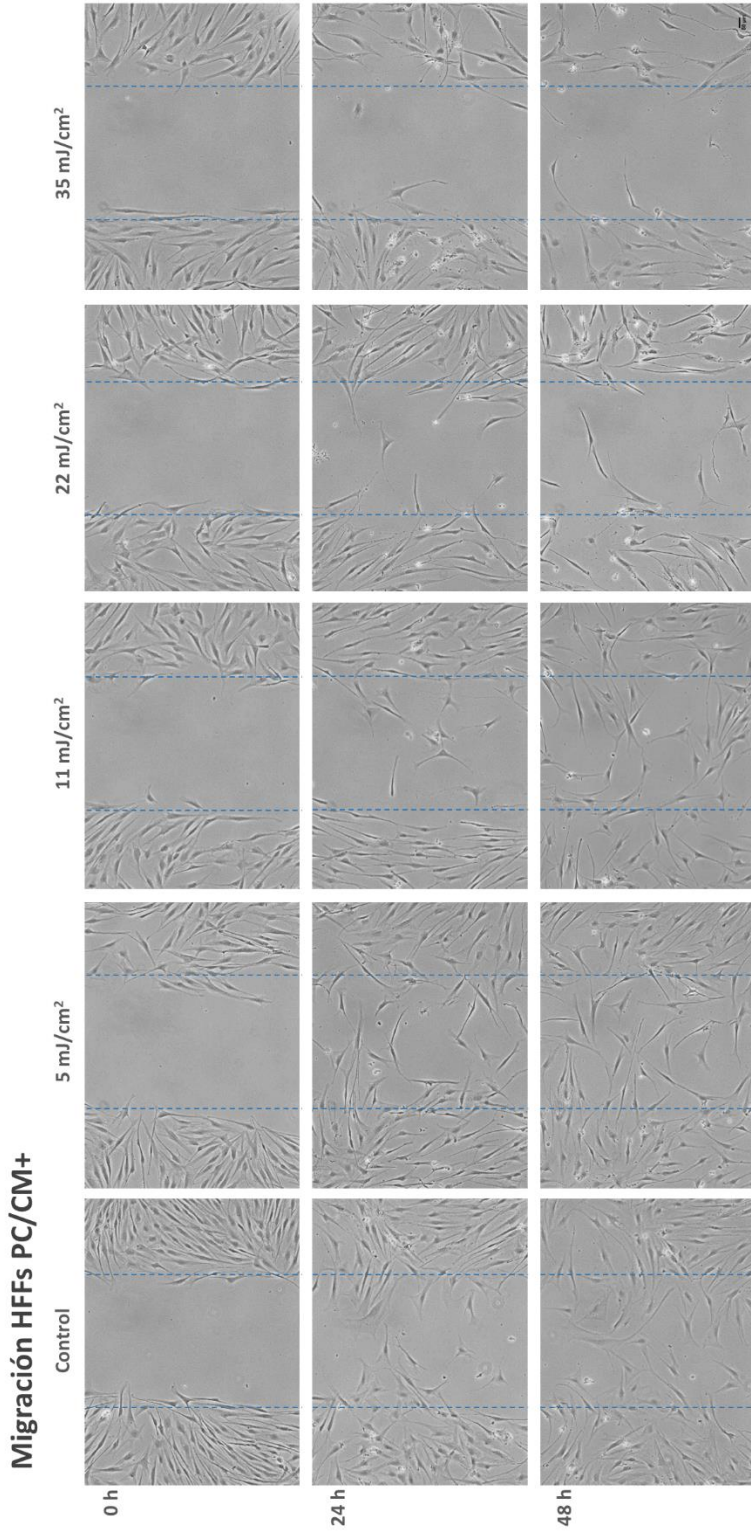 Migración HFFs PC/CM+
Control
5 mJ/cm²
11 mJ/cm²
22 mJ/cm²
35 mJ/cm²
0 h
24 h
48 h